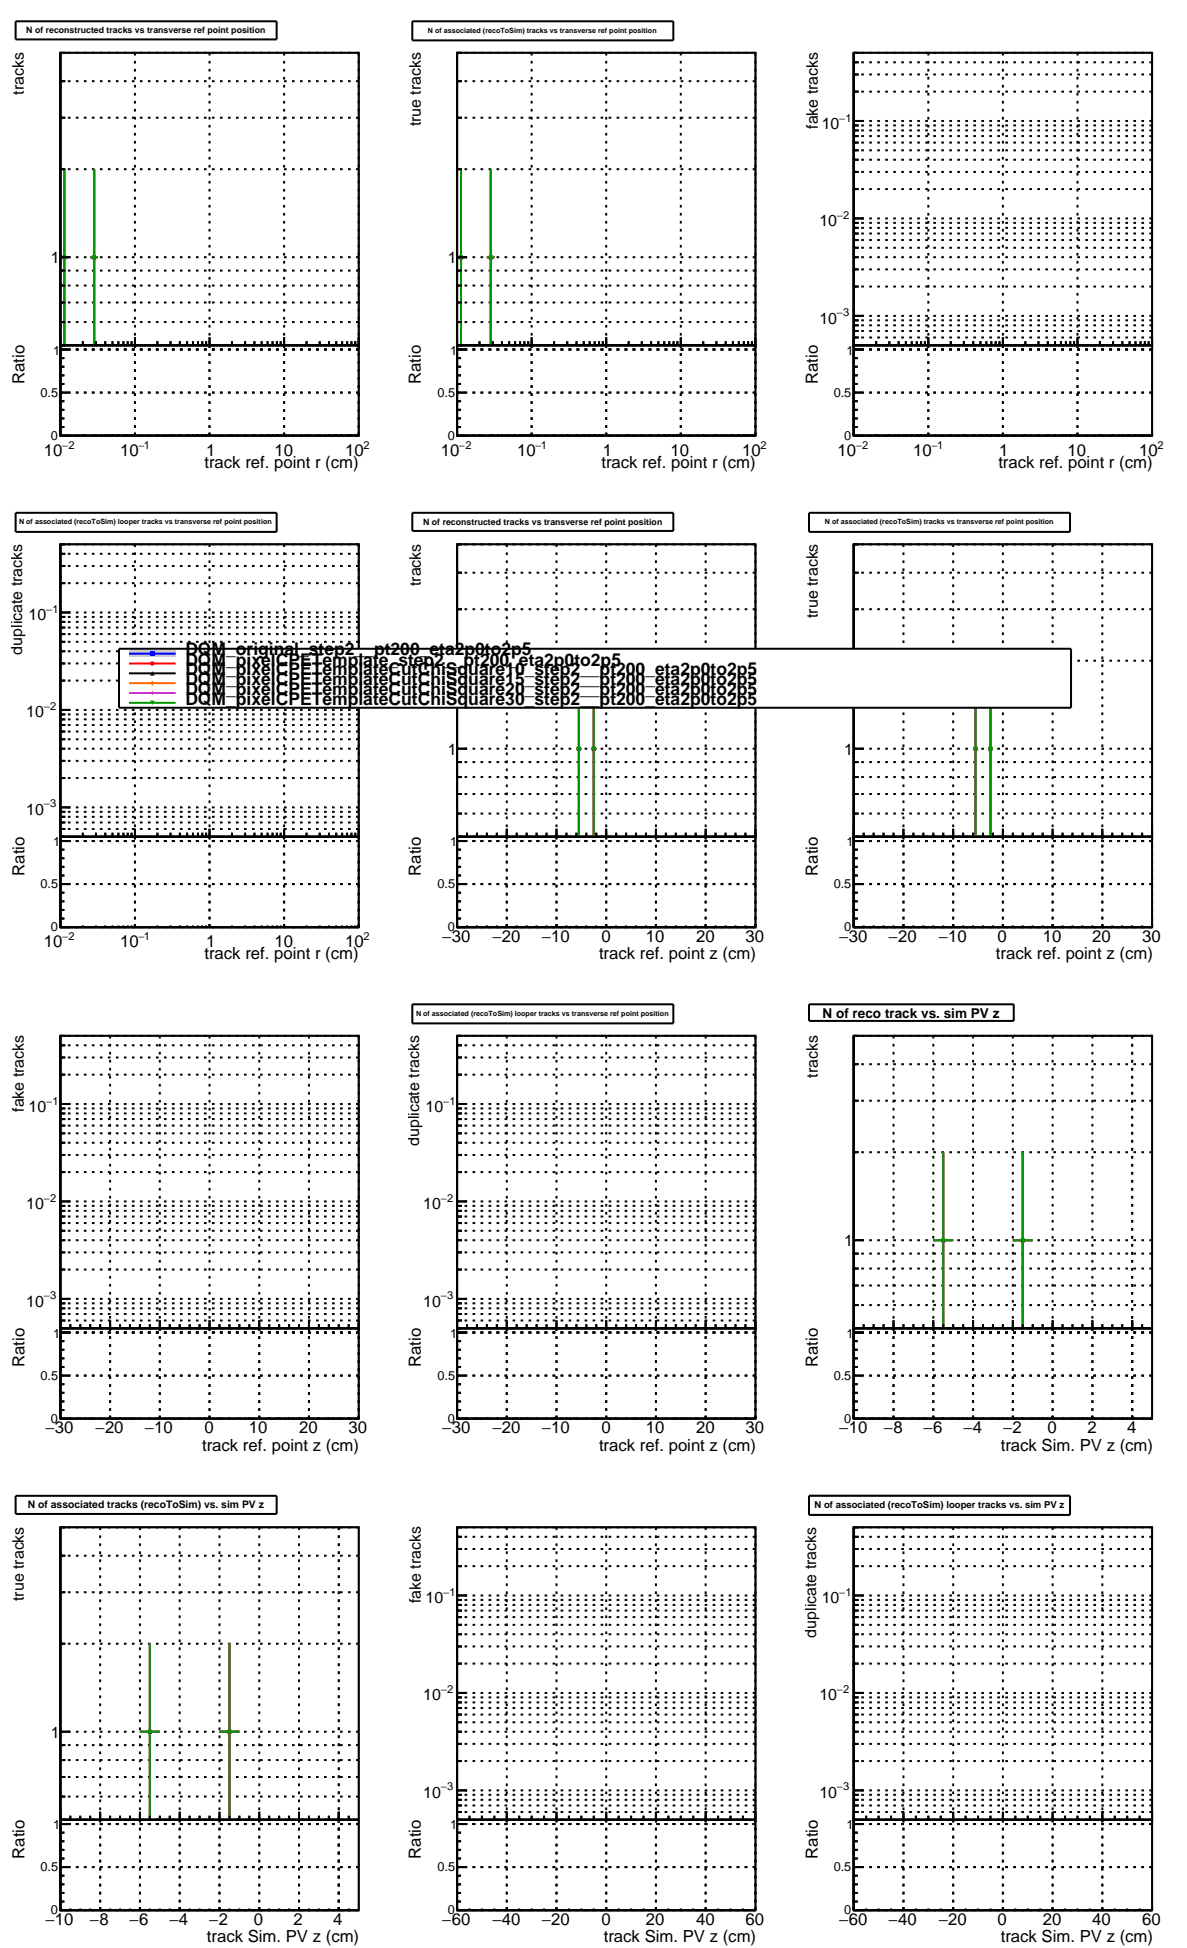 N of reconstructed tracks vs transverse ref point position
tracks
1
Ratio
1
0.5
0
10−2 10−1 1 10 102
track ref. point r (cm)
N of associated (recoToSim) tracks vs transverse ref point position
true tracks
1
Ratio
1
0.5
0
10−2 10−1 1 10 102
track ref. point r (cm)
fake tracks
10−1
10−2
10−3
Ratio
1
0.5
0
10−2 10−1 1 10 102
track ref. point r (cm)
N of associated (recoToSim) looper tracks vs transverse ref point position
duplicate tracks
10−1
10−2
10−3
Ratio
1
0.5
0
10−2 10−1 1 10 102
track ref. point r (cm)
N of reconstructed tracks vs transverse ref point position
tracks
1
Ratio
1
0.5
0
−30 −20 −10 0 10 20 30
track ref. point z (cm)
N of associated (recoToSim) tracks vs transverse ref point position
true tracks
1
Ratio
1
0.5
0
−30 −20 −10 0 10 20 30
track ref. point z (cm)
DQM_original_step2__pt200_eta2p0to2p5
DQM_pixelCPETemplate_step2__pt200_eta2p0to2p5
DQM_pixelCPETemplateCutChiSquare10_step2__pt200_eta2p0to2p5
DQM_pixelCPETemplateCutChiSquare15_step2__pt200_eta2p0to2p5
DQM_pixelCPETemplateCutChiSquare20_step2__pt200_eta2p0to2p5
DQM_pixelCPETemplateCutChiSquare30_step2__pt200_eta2p0to2p5
fake tracks
10−1
10−2
10−3
Ratio
1
0.5
0
−30 −20 −10 0 10 20 30
track ref. point z (cm)
N of associated (recoToSim) looper tracks vs transverse ref point position
duplicate tracks
10−1
10−2
10−3
Ratio
1
0.5
0
−30 −20 −10 0 10 20 30
track ref. point z (cm)
N of reco track vs. sim PV z
tracks
1
Ratio
1
0.5
0
−10 −8 −6 −4 −2 0 2 4
track Sim. PV z (cm)
N of associated tracks (recoToSim) vs. sim PV z
true tracks
1
Ratio
1
0.5
0
−10 −8 −6 −4 −2 0 2 4
track Sim. PV z (cm)
fake tracks
10−1
10−2
10−3
Ratio
1
0.5
0
−60 −40 −20 0 20 40 60
track Sim. PV z (cm)
N of associated (recoToSim) looper tracks vs. sim PV z
duplicate tracks
10−1
10−2
10−3
Ratio
1
0.5
0
−60 −40 −20 0 20 40 60
track Sim. PV z (cm)